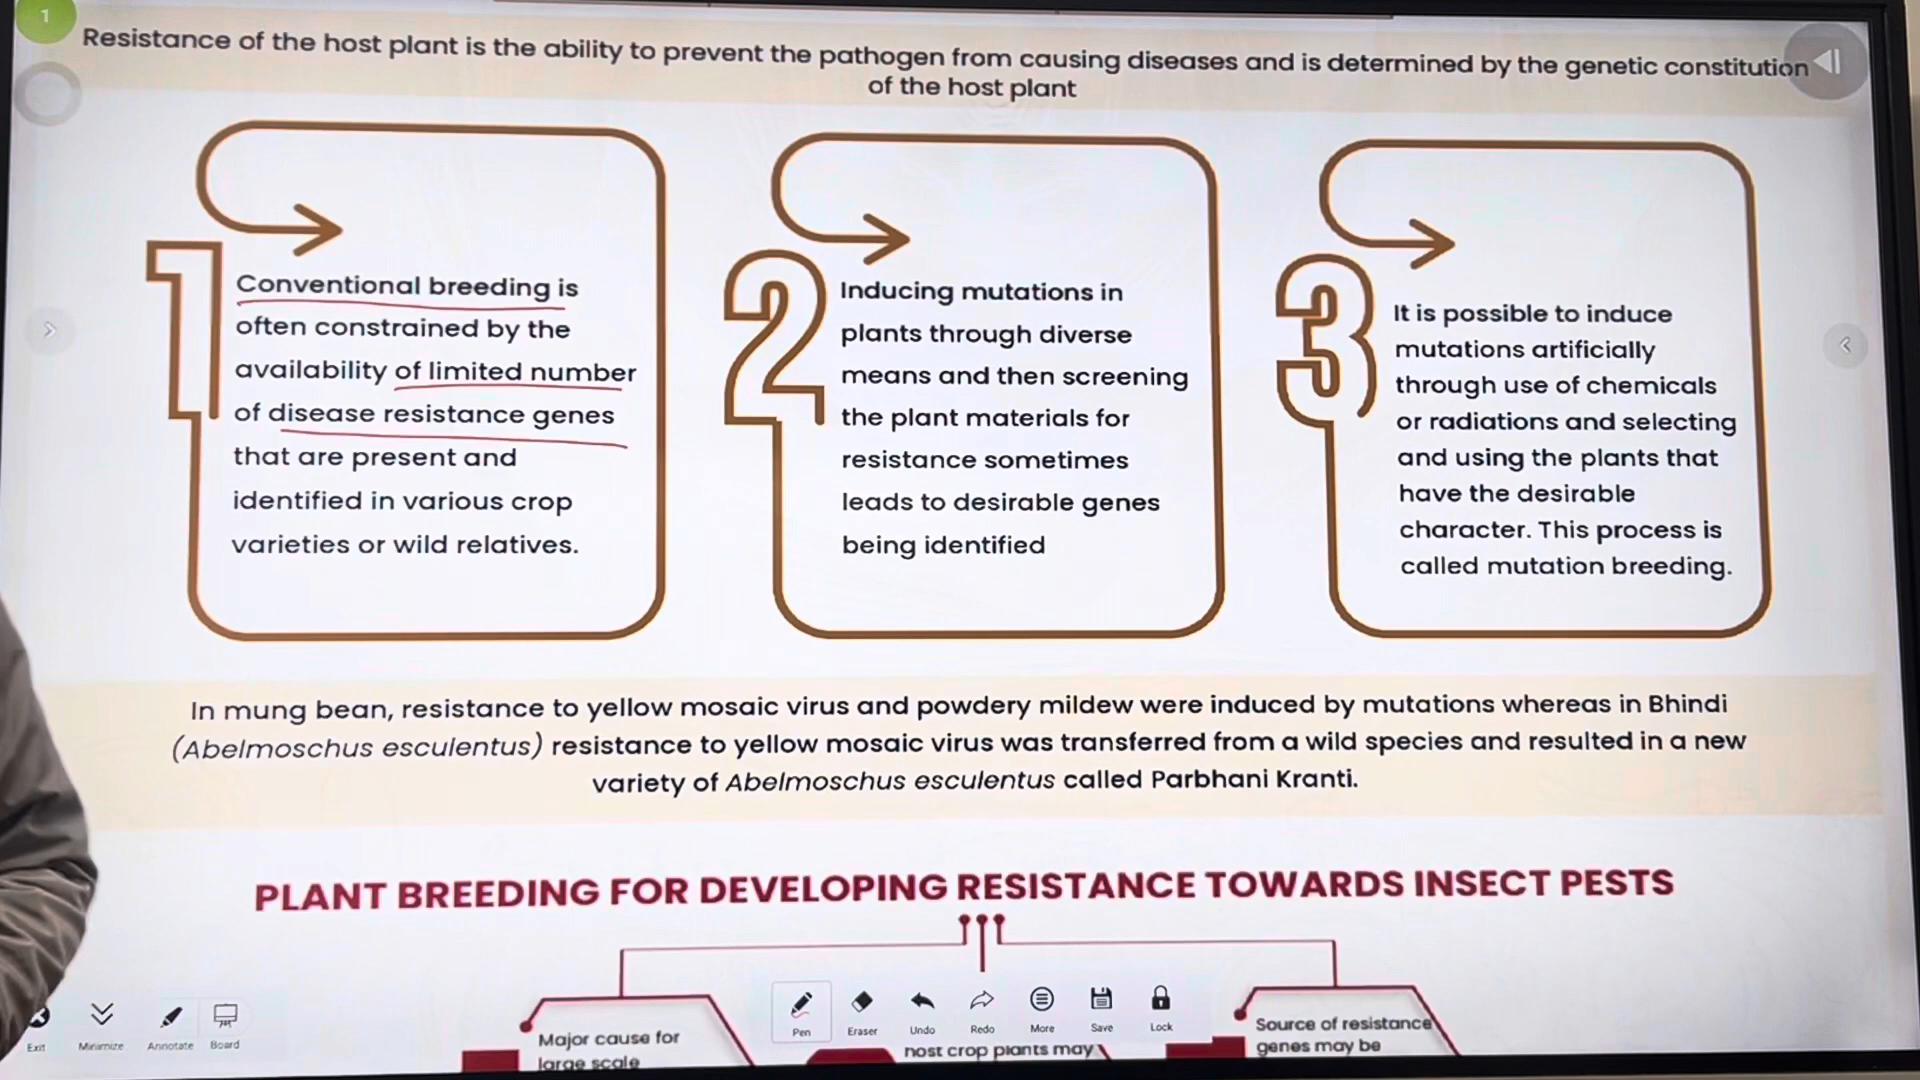 1
Resistance of the host plant is the ability to prevent the pathogen from causing diseases and is determined by the genetic constitution
of the host plant
1
Conventional breeding is
often constrained by the
availability of limited number
of disease resistance genes
that are present and
identified in various crop
varieties or wild relatives.
2
Inducing mutations in
plants through diverse
means and then screening
the plant materials for
resistance sometimes
leads to desirable genes
being identified
3
It is possible to induce
mutations artificially
through use of chemicals
or radiations and selecting
and using the plants that
have the desirable
character. This process is
called mutation breeding.
In mung bean, resistance to yellow mosaic virus and powdery mildew were induced by mutations whereas in Bhindi
(Abelmoschus esculentus) resistance to yellow mosaic virus was transferred from a wild species and resulted in a new
variety of Abelmoschus esculentus called Parbhani Kranti.
PLANT BREEDING FOR DEVELOPING RESISTANCE TOWARDS INSECT PESTS
Major cause for
large scale
host crop plants may
Source of resistance
genes may be
Exit Minimize Annotate Board
Pen Eraser Undo Redo More Save Lock